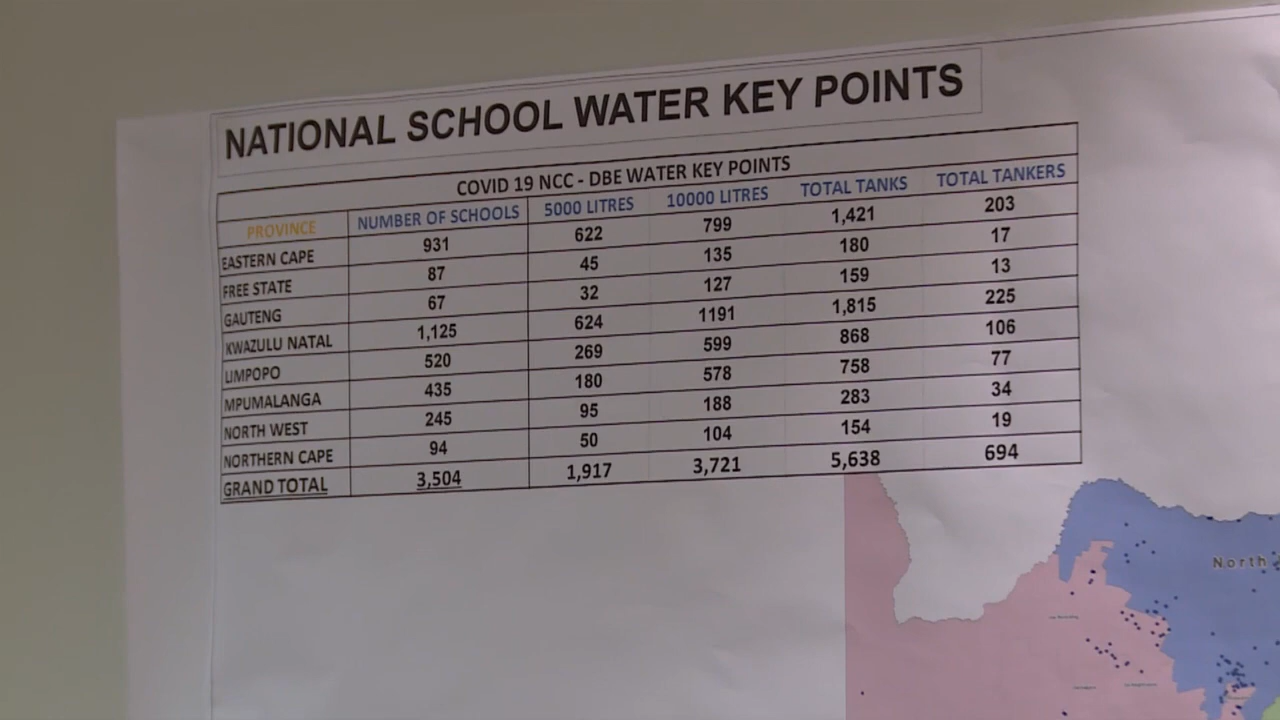 NATIONAL SCHOOL WATER KEY POINTS
COVID 19 NCC - DBE WATER KEY POINTS
PROVINCE NUMBER OF SCHOOLS 5000 LITRES 10000 LITRES TOTAL TANKS TOTAL TANKERS
EASTERN CAPE 931 622 799 1,421 203
FREE STATE 87 45 135 180 17
GAUTENG 67 32 127 159 13
KWAZULU NATAL 1,125 624 1191 1,815 225
LIMPOPO 520 269 599 868 106
MPUMALANGA 435 180 578 758 77
NORTH WEST 245 95 188 283 34
NORTHERN CAPE 94 50 104 154 19
GRAND TOTAL 3,504 1,917 3,721 5,638 694
North